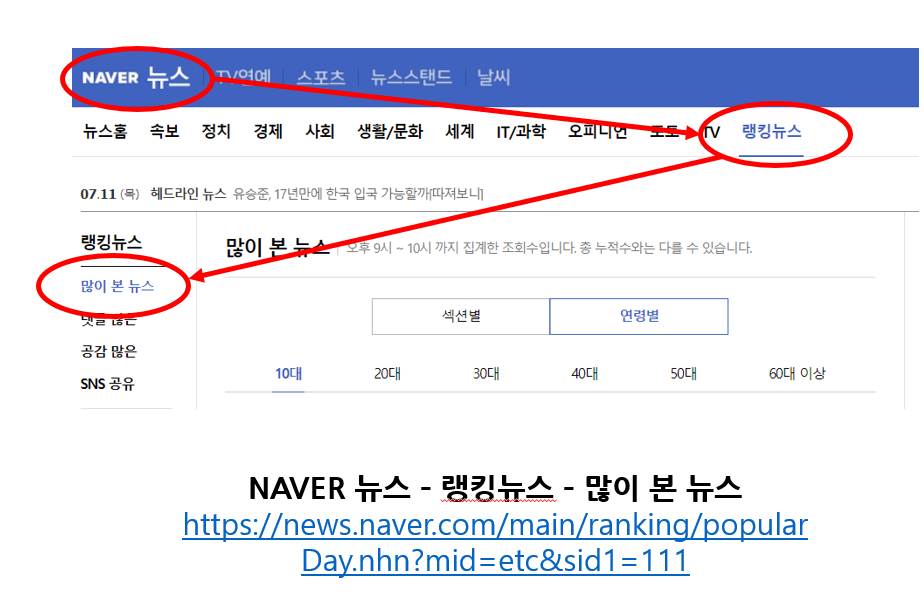 NAVER 뉴스 TV연예 스포츠 뉴스스탠드 날씨
뉴스홈 속보 정치 경제 사회 생활/문화 세계 IT/과학 오피니언 포토 TV 랭킹뉴스
07.11 (목) 헤드라인 뉴스 유승준, 17년만에 한국 입국 가능할까[따져보니]
랭킹뉴스
많이 본 뉴스 오후 9시 ~ 10시 까지 집계한 조회수입니다. 총 누적수와는 다를 수 있습니다.
많이 본 뉴스
댓글 많은
공감 많은
SNS 공유
섹션별 연령별
10대 20대 30대 40대 50대 60대 이상
NAVER 뉴스 - 랭킹뉴스 - 많이 본 뉴스
https://news.naver.com/main/ranking/popular
Day.nhn?mid=etc&sid1=111